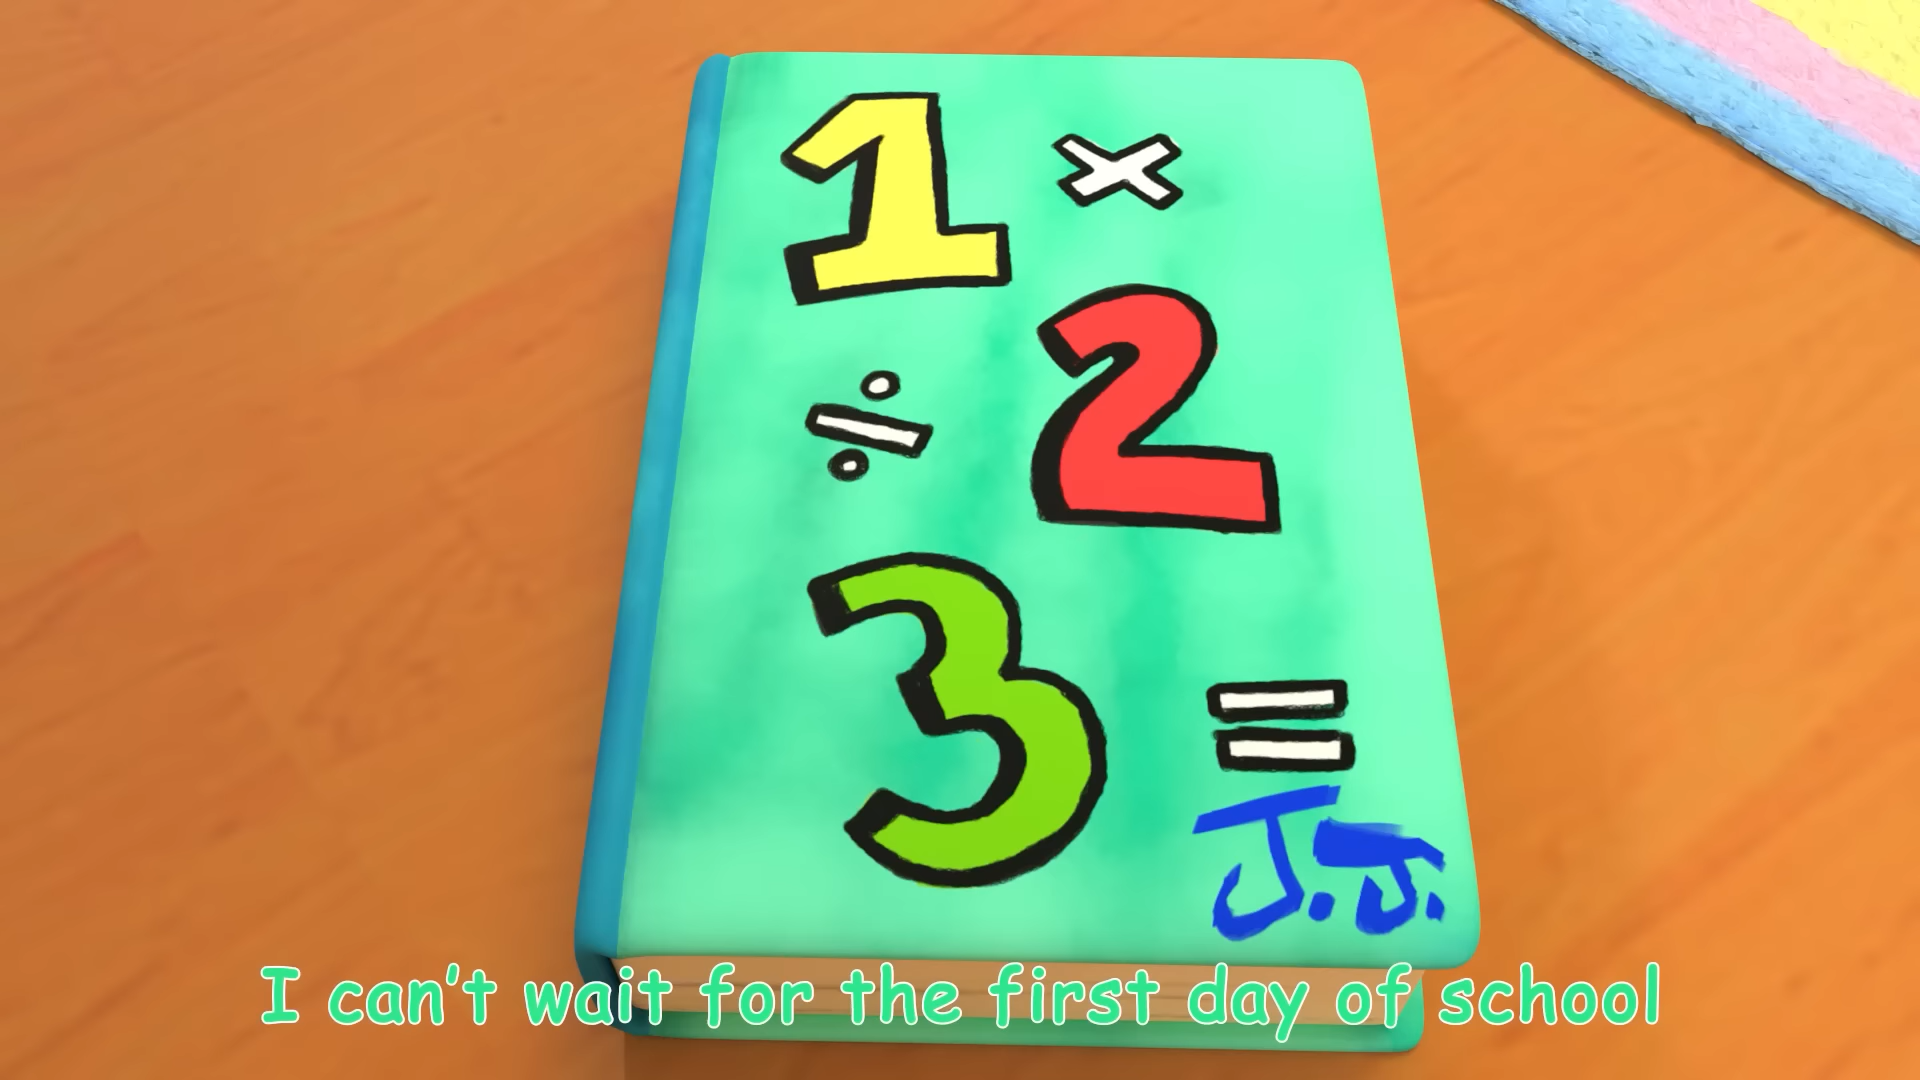 1 ×
÷ 2
3 =
J.J.
I can't wait for the first day of school